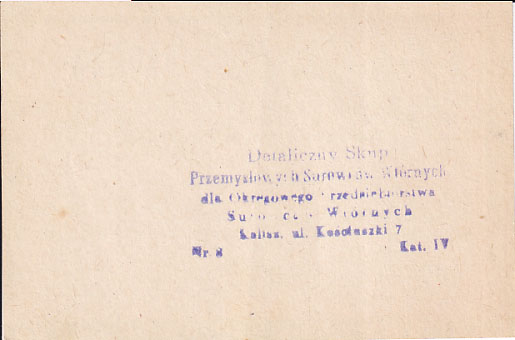 Detaliczny Skup
Przemysłowych Surowców Wtórnych
dla Okręgowego Przedsiębiorstwa
Surowców Wtórnych
Kalisz, ul. Kościuszki 7
Nr. 8 Kat. IV